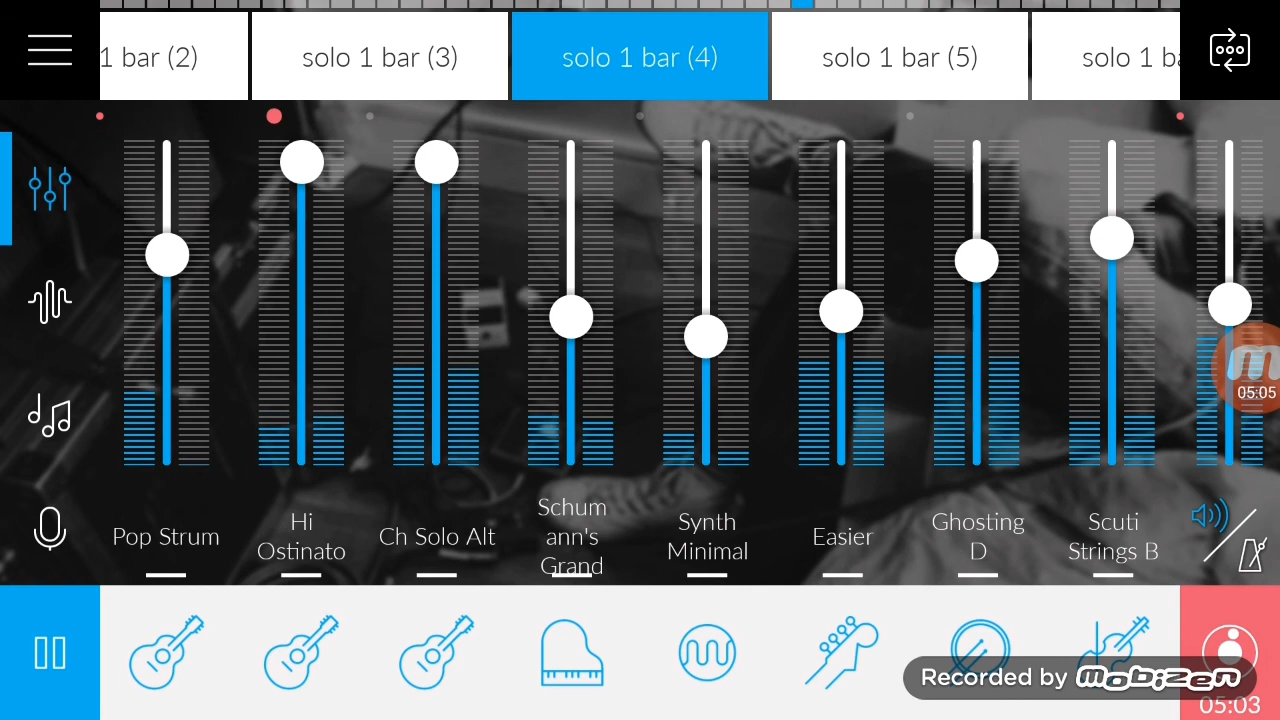 1 bar (2)
solo 1 bar (3)
solo 1 bar (4)
solo 1 bar (5)
solo 1 ba
05:05
Pop Strum
Hi
Ostinato
Ch Solo Alt
Schum
ann's
Grand
Synth
Minimal
Easier
Ghosting
D
Scuti
Strings B
Recorded by mobizen
05:03